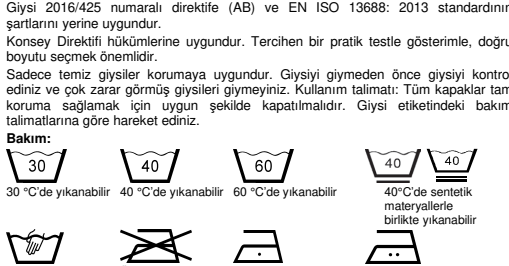 Giysi 2016/425 numaralı direktife (AB) ve EN ISO 13688: 2013 standardının
şartlarını yerine uygundur.
Konsey Direktifi hükümlerine uygundur. Tercihen bir pratik testle gösterimle, doğru
boyutu seçmek önemlidir.
Sadece temiz giysiler korumaya uygundur. Giysiyi giymeden önce giysiyi kontrol
ediniz ve çok zarar görmüş giysileri giymeyiniz. Kullanım talimatı: Tüm kapaklar tam
koruma sağlamak için uygun şekilde kapatılmalıdır. Giysi etiketindeki bakım
talimatlarına göre hareket ediniz.
Bakım:
30 40 60 40 40
30 °C'de yıkanabilir 40 °C'de yıkanabilir 60 °C'de yıkanabilir 40°C'de sentetik
materyallerle
birlikte yıkanabilir